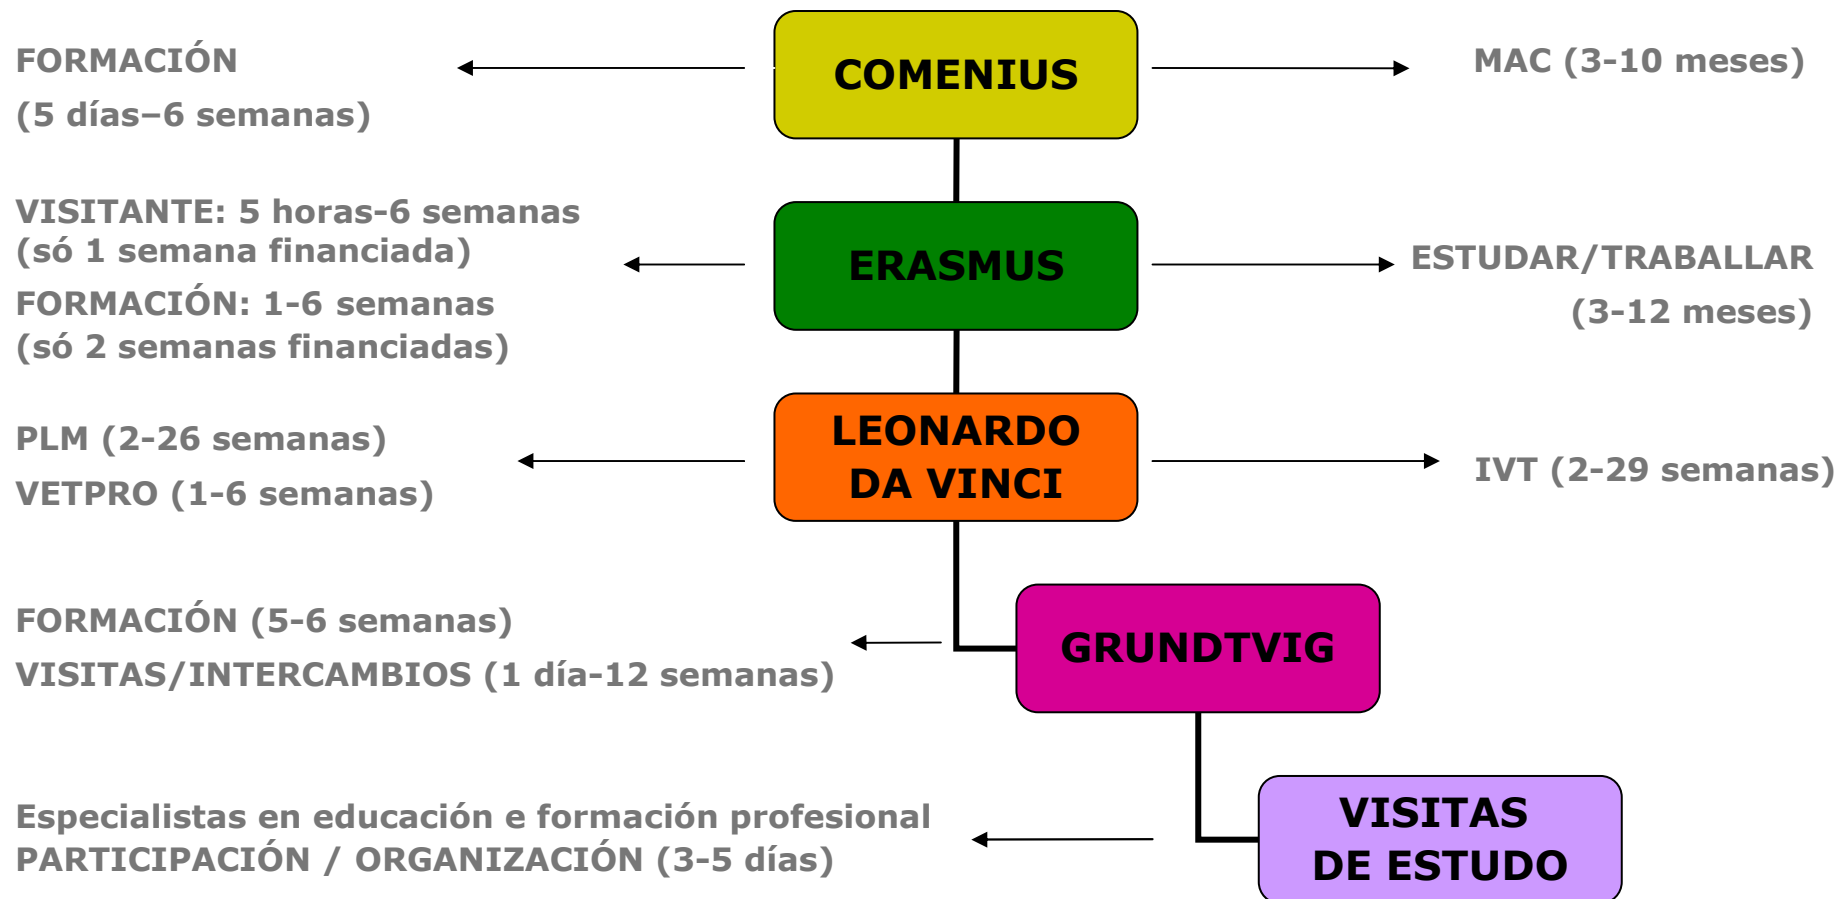 FORMACIÓN
(5 días–6 semanas)
COMENIUS
MAC (3-10 meses)
VISITANTE: 5 horas-6 semanas
(só 1 semana financiada)
FORMACIÓN: 1-6 semanas
(só 2 semanas financiadas)
ERASMUS
ESTUDAR/TRABALLAR
(3-12 meses)
PLM (2-26 semanas)
VETPRO (1-6 semanas)
LEONARDO
DA VINCI
IVT (2-29 semanas)
FORMACIÓN (5-6 semanas)
VISITAS/INTERCAMBIOS (1 día-12 semanas)
GRUNDTVIG
Especialistas en educación e formación profesional
PARTICIPACIÓN / ORGANIZACIÓN (3-5 días)
VISITAS
DE ESTUDO